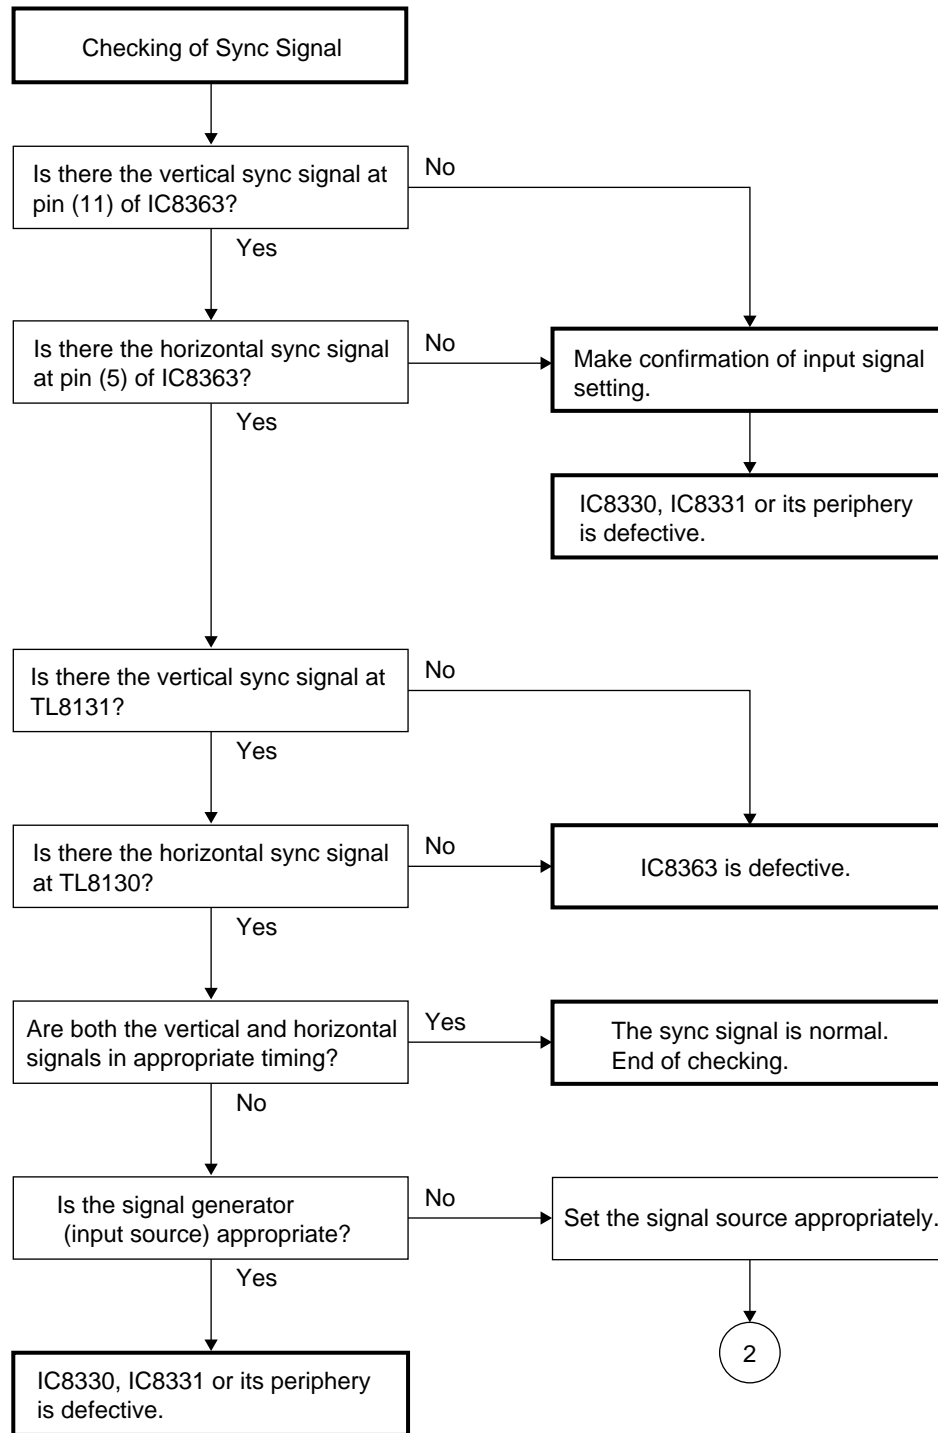 Checking of Sync Signal
Is there the vertical sync signal at
pin (11) of IC8363?
No
Yes
Is there the horizontal sync signal
at pin (5) of IC8363?
No
Yes
Make confirmation of input signal
setting.
IC8330, IC8331 or its periphery
is defective.
Is there the vertical sync signal at
TL8131?
No
Yes
Is there the horizontal sync signal
at TL8130?
No
Yes
IC8363 is defective.
Are both the vertical and horizontal
signals in appropriate timing?
Yes
No
The sync signal is normal.
End of checking.
Is the signal generator
(input source) appropriate?
No
Yes
Set the signal source appropriately.
2
IC8330, IC8331 or its periphery
is defective.